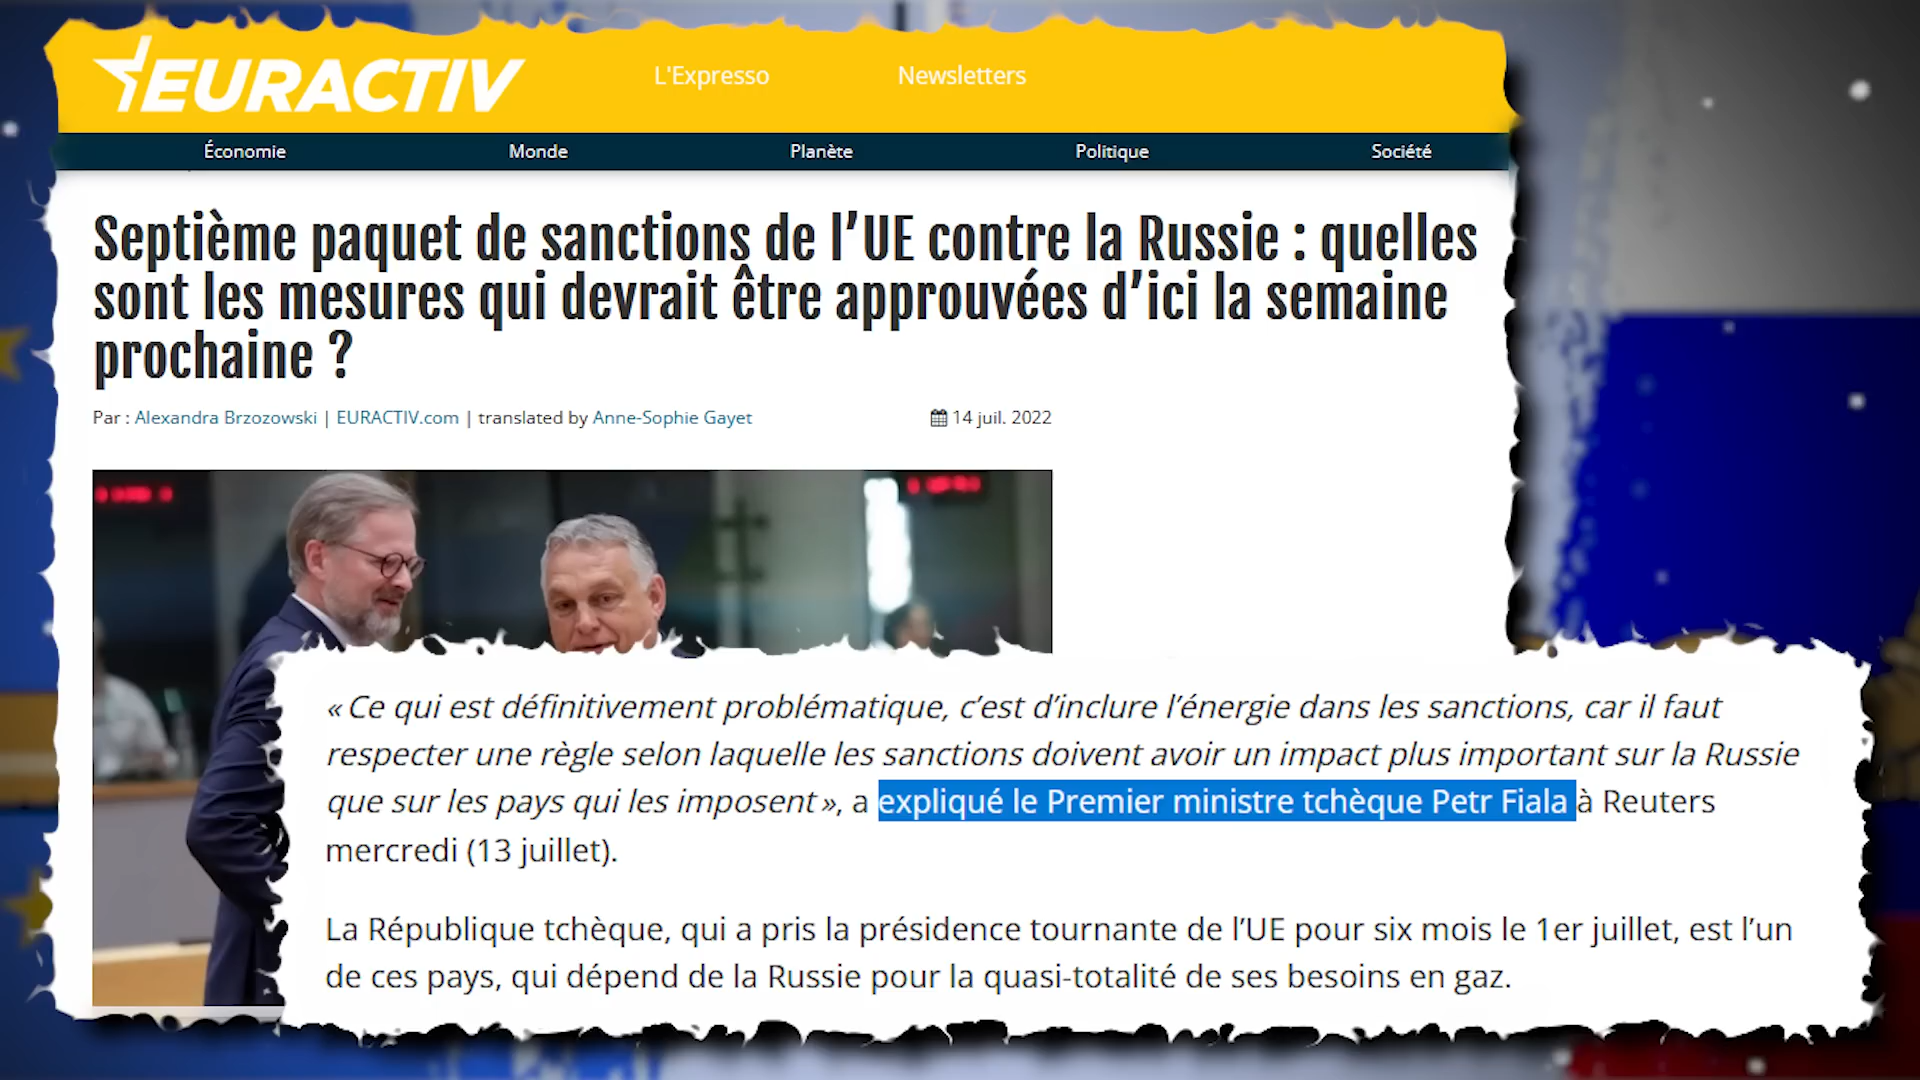 EURACTIV
L'Expresso
Newsletters
Économie
Monde
Planète
Politique
Société
Septième paquet de sanctions de l’UE contre la Russie : quelles
sont les mesures qui devrait être approuvées d’ici la semaine
prochaine ?
Par : Alexandra Brzozowski | EURACTIV.com | translated by Anne-Sophie Gayet
14 juil. 2022
« Ce qui est définitivement problématique, c’est d’inclure l’énergie dans les sanctions, car il faut
respecter une règle selon laquelle les sanctions doivent avoir un impact plus important sur la Russie
que sur les pays qui les imposent », a expliqué le Premier ministre tchèque Petr Fiala à Reuters
mercredi (13 juillet).
La République tchèque, qui a pris la présidence tournante de l’UE pour six mois le 1er juillet, est l’un
de ces pays, qui dépend de la Russie pour la quasi-totalité de ses besoins en gaz.